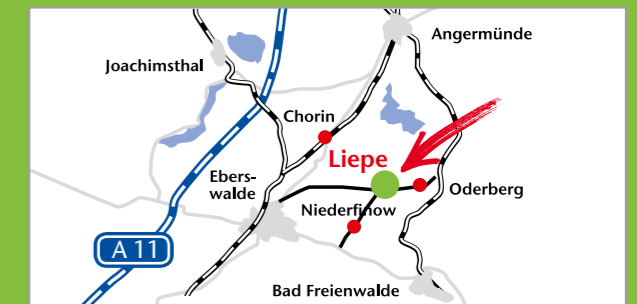 Angermünde
Joachimsthal
Chorin
Liepe
Ebers-
walde
Oderberg
Niederfinow
A 11
Bad Freienwalde